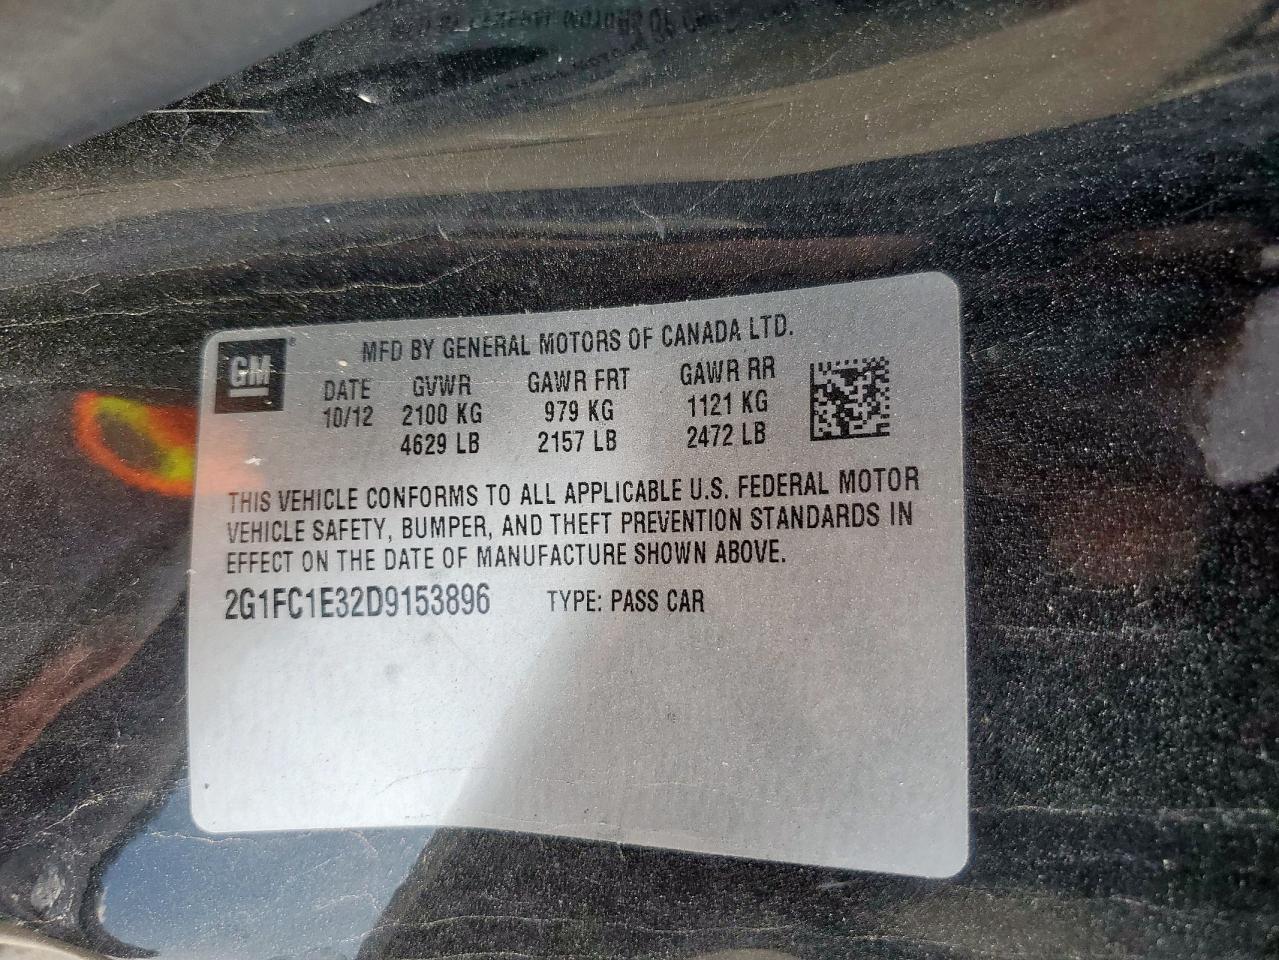 GM
MFD BY GENERAL MOTORS OF CANADA LTD.
DATE GVWR GAWR FRT GAWR RR
10/12 2100 KG 979 KG 1121 KG
4629 LB 2157 LB 2472 LB
THIS VEHICLE CONFORMS TO ALL APPLICABLE U.S. FEDERAL MOTOR
VEHICLE SAFETY, BUMPER, AND THEFT PREVENTION STANDARDS IN
EFFECT ON THE DATE OF MANUFACTURE SHOWN ABOVE.
2G1FC1E32D9153896 TYPE: PASS CAR